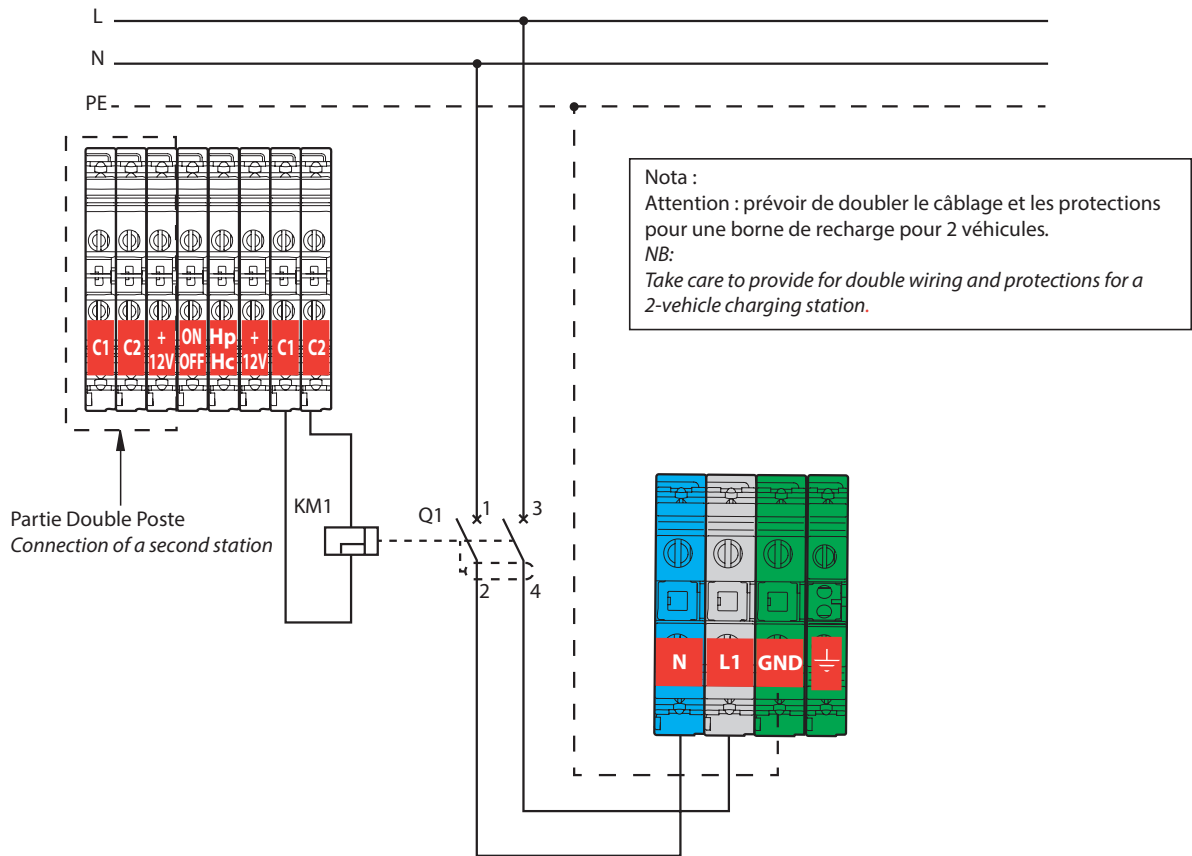 L
N
PE
Nota :
Attention : prévoir de doubler le câblage et les protections
pour une borne de recharge pour 2 véhicules.
NB:
Take care to provide for double wiring and protections for a
2-vehicle charging station.
C1 C2 + 12V ON OFF Hp Hc + 12V C1 C2
Partie Double Poste
Connection of a second station
KM1
Q1
1 3
2 4
N L1 GND